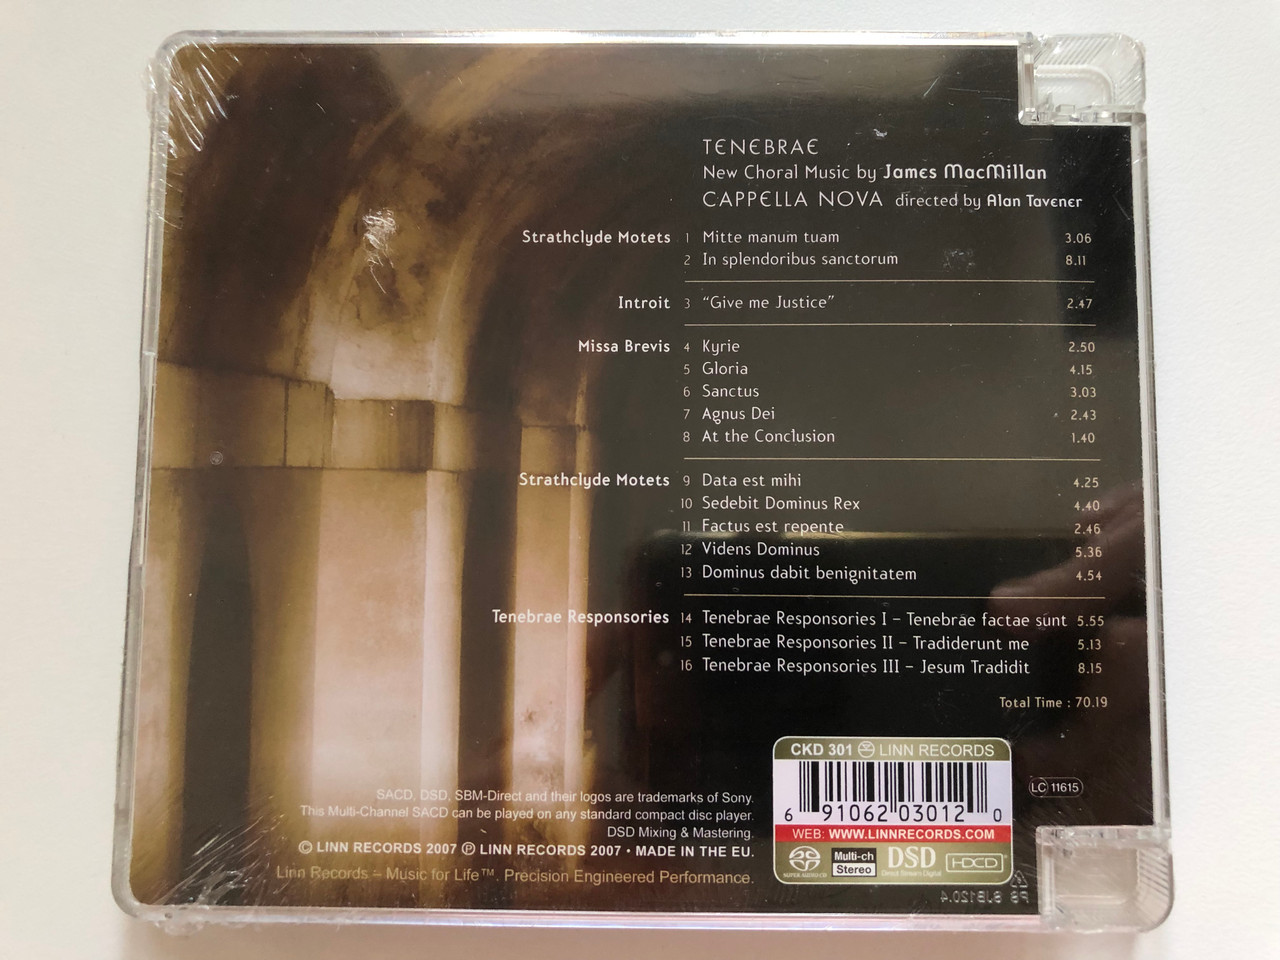 TENEBRAE
New Choral Music by James MacMillan
CAPPELLA NOVA directed by Alan Tavener
Strathclyde Motets 1 Mitte manum tuam 3.06
2 In splendoribus sanctorum 8.11
Introit 3 “Give me Justice” 2.47
Missa Brevis 4 Kyrie 2.50
5 Gloria 4.15
6 Sanctus 3.03
7 Agnus Dei 2.43
8 At the Conclusion 1.40
Strathclyde Motets 9 Data est mihi 4.25
10 Sedebit Dominus Rex 4.40
11 Factus est repente 2.46
12 Videns Dominus 5.36
13 Dominus dabit benignitatem 4.54
Tenebrae Responsories 14 Tenebrae Responsories I – Tenebrae factae sunt 5.55
15 Tenebrae Responsories II – Tradiderunt me 5.13
16 Tenebrae Responsories III – Jesum Tradidit 8.15
Total Time : 70.19
CKD 301 LINN RECORDS
6 91062 03012 0
WEB: WWW.LINNRECORDS.COM
SUPER AUDIO CD Multi-ch Stereo DSD Direct Stream Digital HDCD
LC 11615
SACD, DSD, SBM-Direct and their logos are trademarks of Sony.
This Multi-Channel SACD can be played on any standard compact disc player.
DSD Mixing & Mastering.
© LINN RECORDS 2007 ℗ LINN RECORDS 2007 • MADE IN THE EU.
Linn Records – Music for Life™. Precision Engineered Performance.